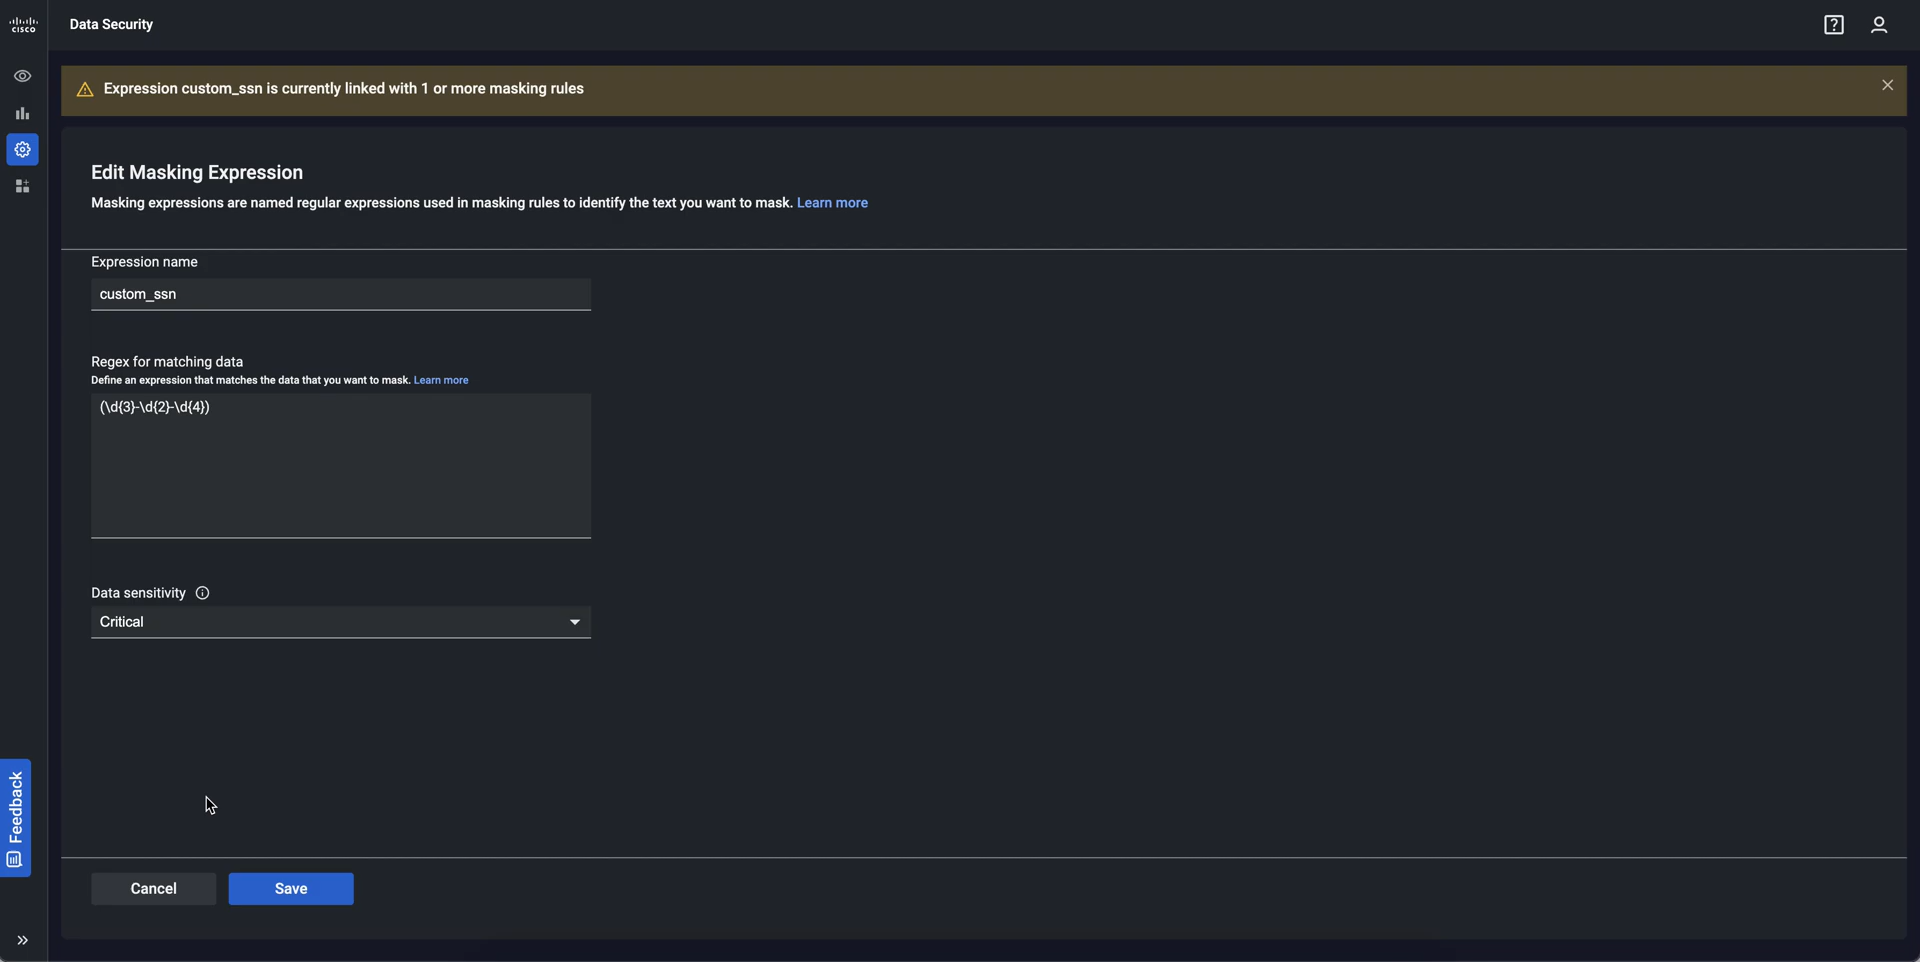 cisco
Data Security
Expression custom_ssn is currently linked with 1 or more masking rules
Edit Masking Expression
Masking expressions are named regular expressions used in masking rules to identify the text you want to mask. Learn more
Expression name
custom_ssn
Regex for matching data
Define an expression that matches the data that you want to mask. Learn more
(\d{3}-\d{2}-\d{4})
Data sensitivity
Critical
Feedback
Cancel
Save